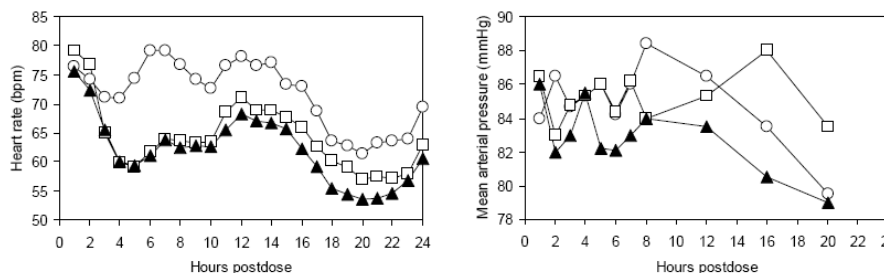 85
80
75
70
65
60
55
50
Heart rate (bpm)
0 2 4 6 8 10 12 14 16 18 20 22 24
Hours postdose
90
88
86
84
82
80
78
Mean arterial pressure (mmHg)
0 2 4 6 8 10 12 14 16 18 20 22
Hours postdose